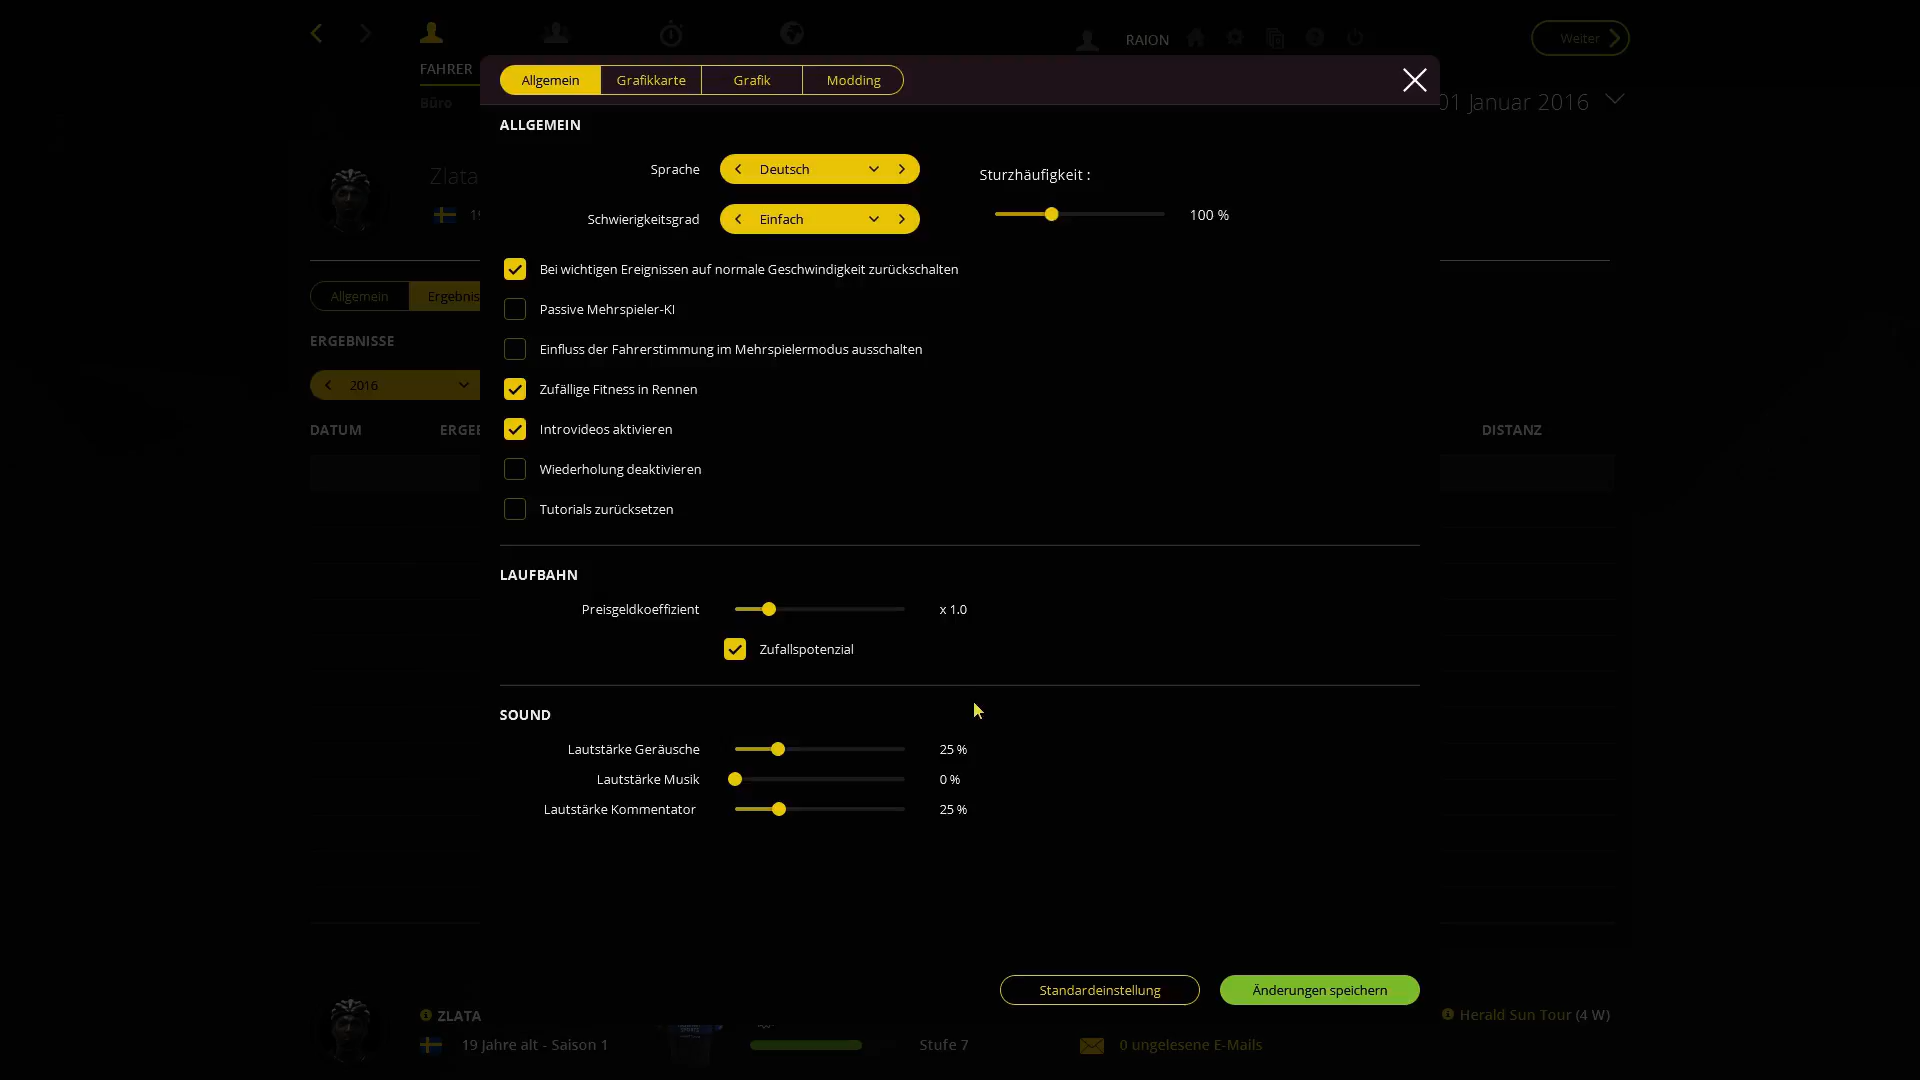 RAION
Weiter
FAHRER
Allgemein
Grafikkarte
Grafik
Modding
Büro
01 Januar 2016
ALLGEMEIN
Sprache
Deutsch
Sturzhäufigkeit :
Zlata
Schwierigkeitsgrad
Einfach
100 %
Bei wichtigen Ereignissen auf normale Geschwindigkeit zurückschalten
Allgemein
Ergebnis
Passive Mehrspieler-KI
ERGEBNISSE
Einfluss der Fahrerstimmung im Mehrspielermodus ausschalten
2016
Zufällige Fitness in Rennen
DATUM
ERGEB
Introvideos aktivieren
DISTANZ
Wiederholung deaktivieren
Tutorials zurücksetzen
LAUFBAHN
Preisgeldkoeffizient
x 1.0
Zufallspotenzial
SOUND
Lautstärke Geräusche
25 %
Lautstärke Musik
0 %
Lautstärke Kommentator
25 %
Standardeinstellung
Änderungen speichern
ZLATA
Herald Sun Tour (4 W)
19 Jahre alt - Saison 1
Stufe 7
0 ungelesene E-Mails